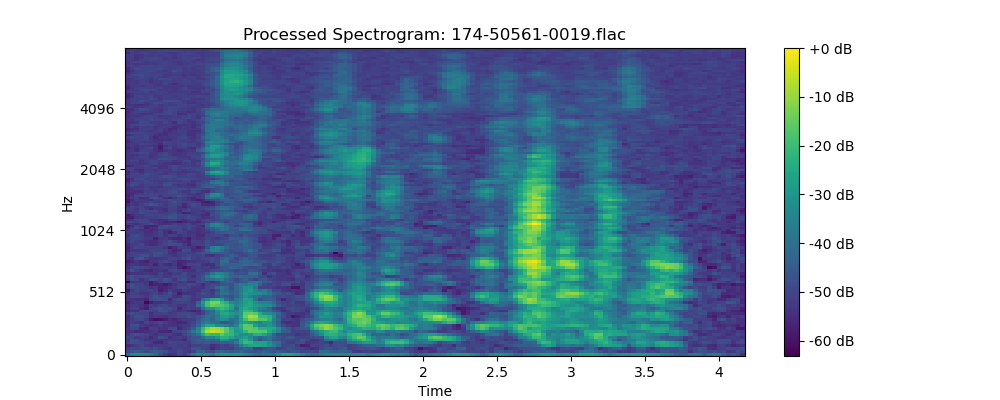 Processed Spectrogram: 174-50561-0019.flac
Hz
4096
2048
1024
512
0
0
0.5
1
1.5
2
2.5
3
3.5
4
Time
+0 dB
-10 dB
-20 dB
-30 dB
-40 dB
-50 dB
-60 dB